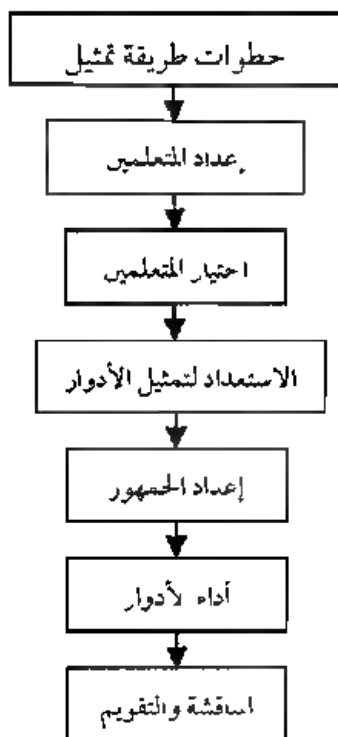 خطوات طريقة تمثيل
إعداد المتعلمين
اختيار المتعلمين
الاستعداد لتمثيل الأدوار
إعداد الجمهور
أداء الأدوار
المناقشة والتقويم